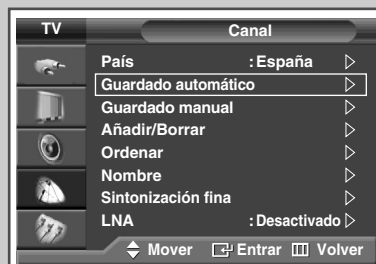 TV
Canal
País : España
Guardado automático
Guardado manual
Añadir/Borrar
Ordenar
Nombre
Sintonización fina
LNA : Desactivado
Mover Entrar Volver